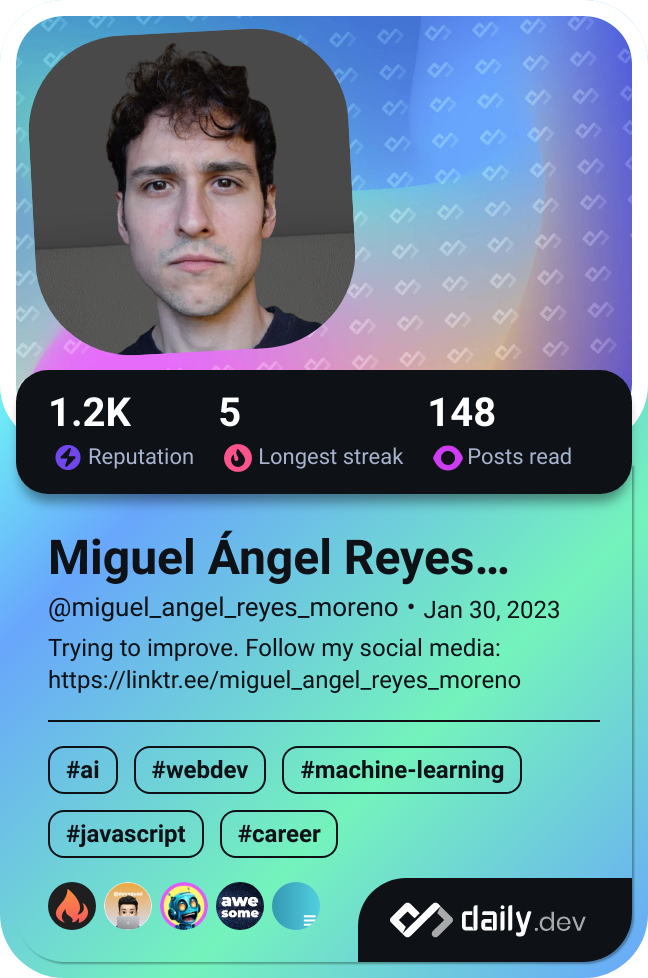 1.2K 5 148
Reputation Longest streak Posts read
Miguel Ángel Reyes…
@miguel_angel_reyes_moreno • Jan 30, 2023
Trying to improve. Follow my social media:
https://linktr.ee/miguel_angel_reyes_moreno
#ai #webdev #machine-learning
#javascript #career
awe
some
daily.dev